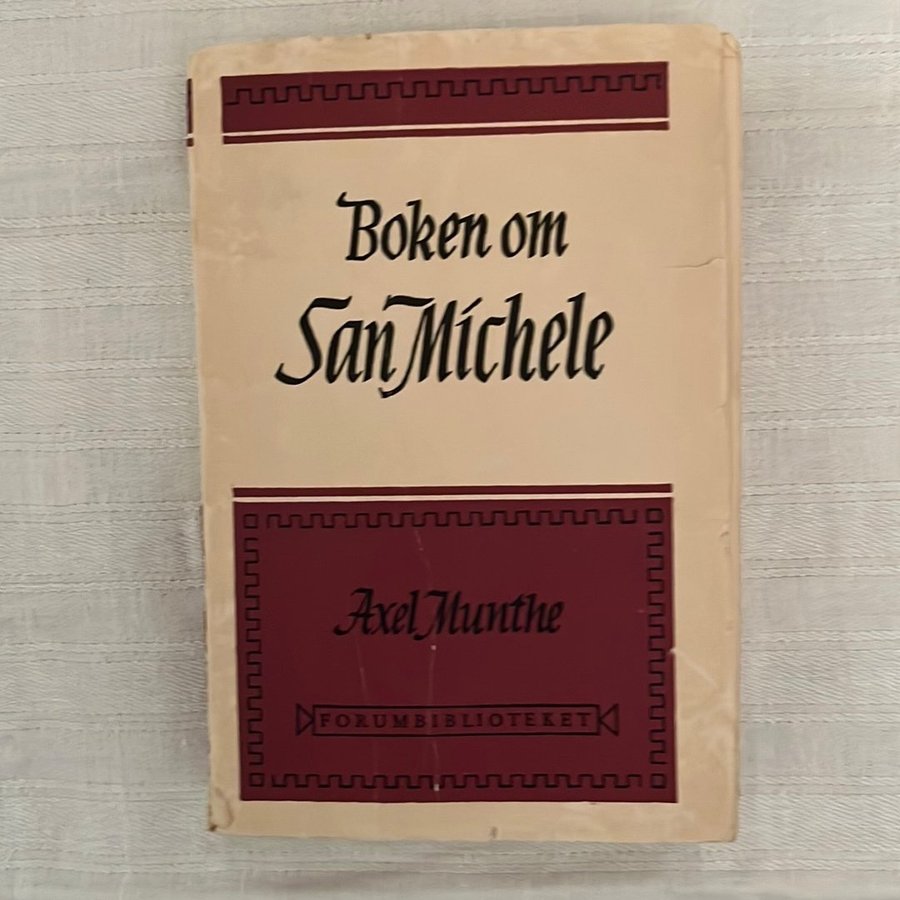 Boken om
San Michele
Axel Munthe
FORUMBIBLIOTEKET